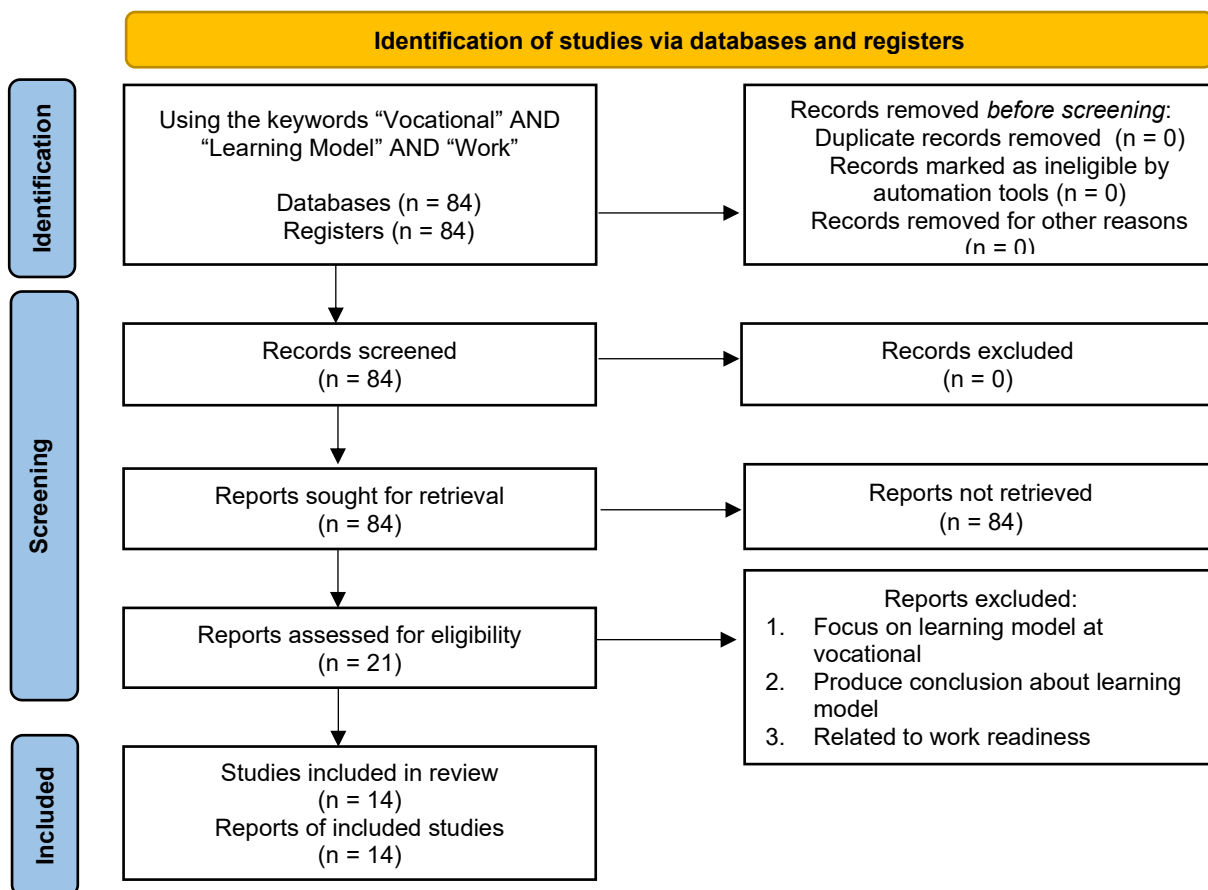 Identification of studies via databases and registers
Identification
Using the keywords “Vocational” AND
“Learning Model” AND “Work”
Databases (n = 84)
Registers (n = 84)
Records removed before screening:
Duplicate records removed (n = 0)
Records marked as ineligible by
automation tools (n = 0)
Records removed for other reasons
(n = 0)
Screening
Records screened
(n = 84)
Records excluded
(n = 0)
Reports sought for retrieval
(n = 84)
Reports not retrieved
(n = 84)
Reports assessed for eligibility
(n = 21)
Reports excluded:
1. Focus on learning model at
vocational
2. Produce conclusion about learning
model
3. Related to work readiness
Included
Studies included in review
(n = 14)
Reports of included studies
(n = 14)